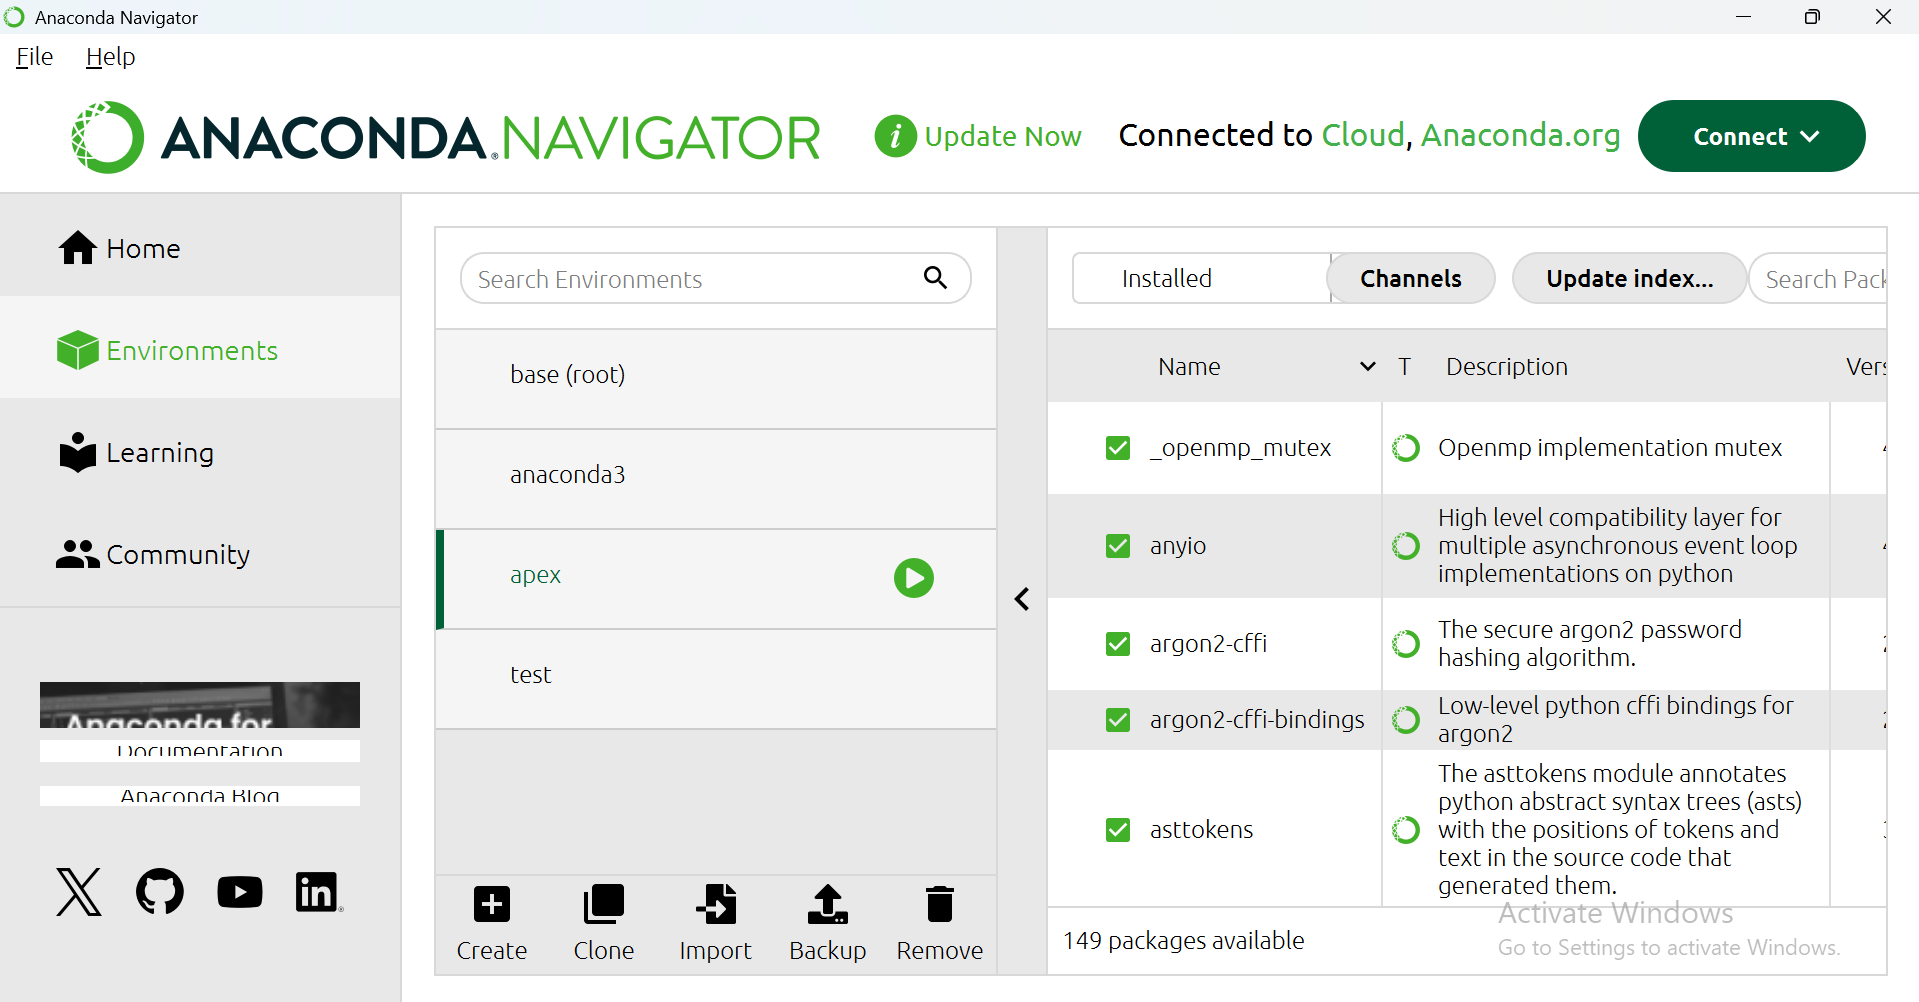 Anaconda Navigator
File Help
ANACONDA.NAVIGATOR
Update Now
Connected to Cloud, Anaconda.org
Connect
Home
Environments
Learning
Community
Anaconda for
Documentation
Anaconda Blog
Search Environments
base (root)
anaconda3
apex
test
Create Clone Import Backup Remove
Installed Channels Update index... Search Pack
Name T Description Vers
_openmp_mutex Openmp implementation mutex
anyio
High level compatibility layer for
multiple asynchronous event loop
implementations on python
argon2-cffi
The secure argon2 password
hashing algorithm.
argon2-cffi-bindings
Low-level python cffi bindings for
argon2
asttokens
The asttokens module annotates
python abstract syntax trees (asts)
with the positions of tokens and
text in the source code that
generated them.
149 packages available
Activate Windows
Go to Settings to activate Windows.